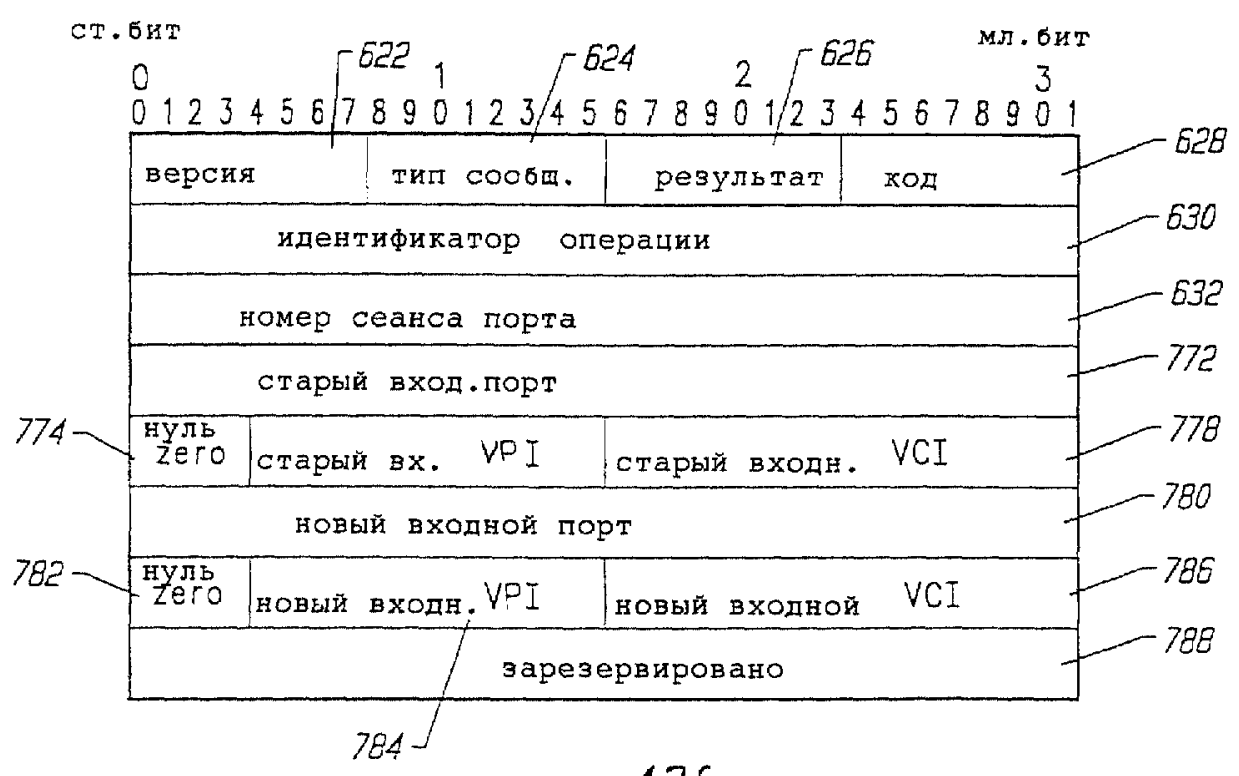 ст.бит мл.бит
622 624 626
0 1 2 3
0 1 2 3 4 5 6 7 8 9 0 1 2 3 4 5 6 7 8 9 0 1 2 3 4 5 6 7 8 9 0 1
версия тип сообщ. результат код 628
идентификатор операции 630
номер сеанса порта 632
старый вход.порт 772
774 нуль zero старый вх. VPI старый входн. VCI 778
новый входной порт 780
782 нуль zero новый входн. VPI новый входной VCI 786
зарезервировано 788
784